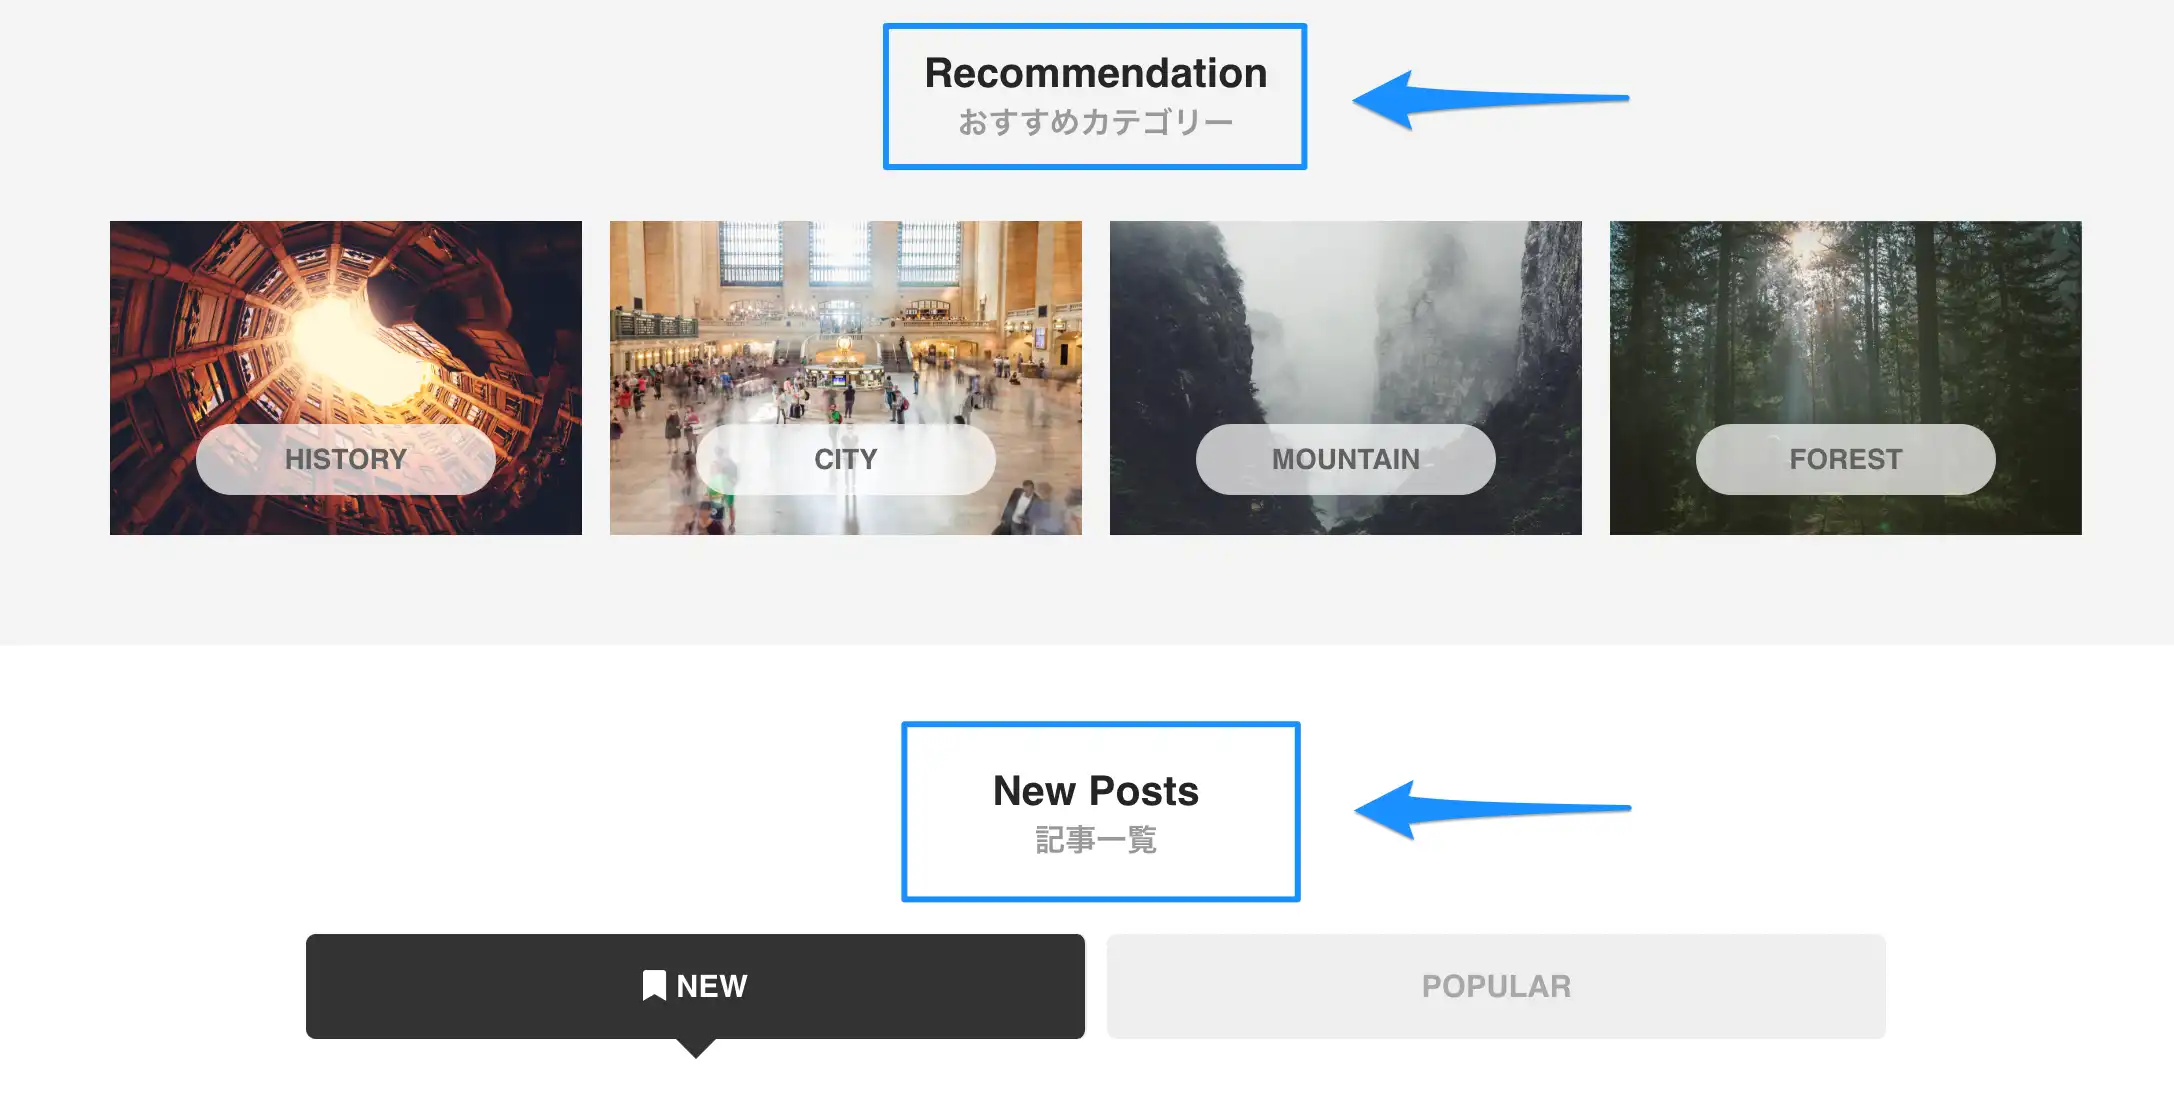 Recommendation
おすすめカテゴリー
HISTORY
CITY
MOUNTAIN
FOREST
New Posts
記事一覧
NEW
POPULAR